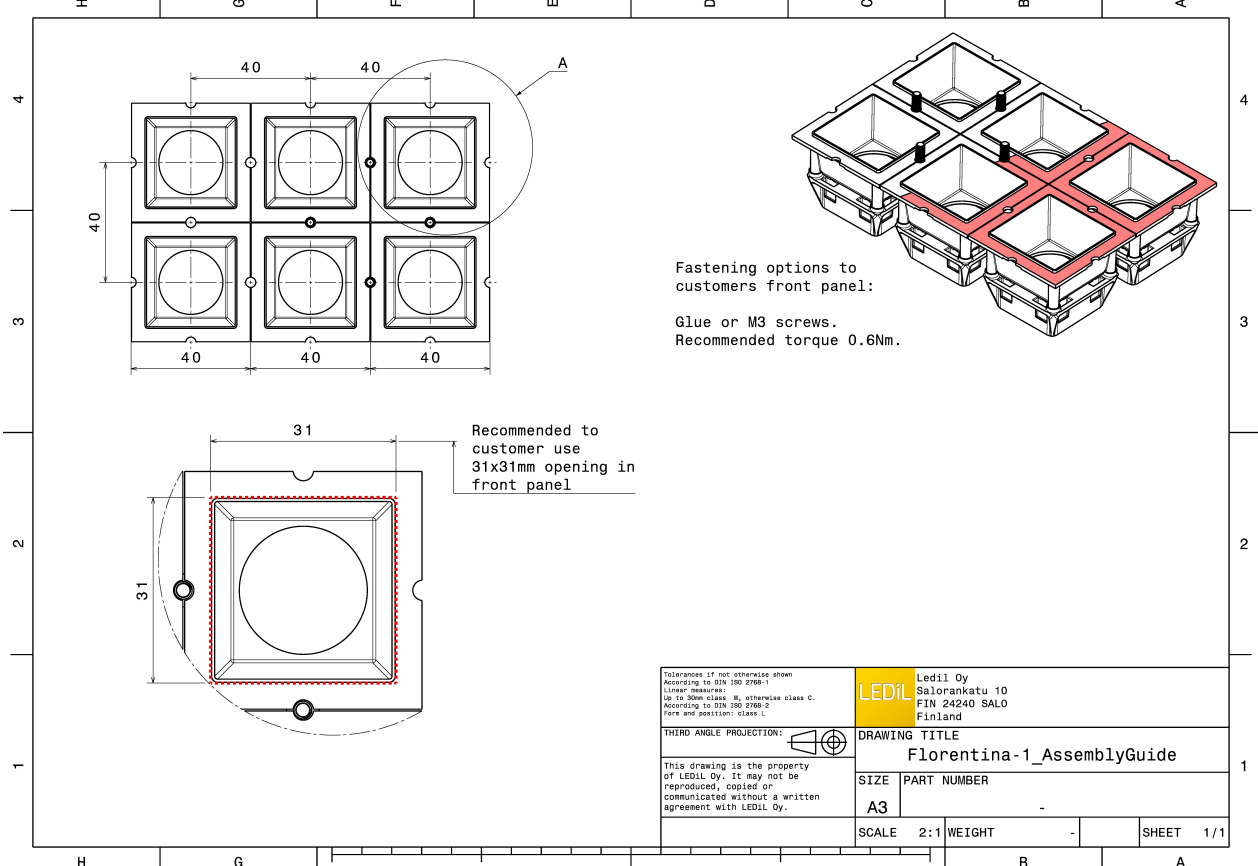 H G F E D C B A
40 40 A
4 4
40
40 40 40
3 3
Fastening options to
customers front panel:
Glue or M3 screws.
Recommended torque 0.6Nm.
31
Recommended to
customer use
31x31mm opening in
front panel
31
2 2
Tolerances if not otherwise shown
According to DIN ISO 2768-1
Linear measures:
Up to 30mm class M, otherwise class C.
According to DIN ISO 2768-2
Form and position: class L
LEDiL
Ledil Oy
Salorankatu 10
FIN 24240 SALO
Finland
THIRD ANGLE PROJECTION:
DRAWING TITLE
Florentina-1_AssemblyGuide
This drawing is the property
of LEDiL Oy. It may not be
reproduced, copied or
communicated without a written
agreement with LEDiL Oy.
SIZE PART NUMBER
A3 -
1 1
SCALE 2:1 WEIGHT - SHEET 1/1
H G B A